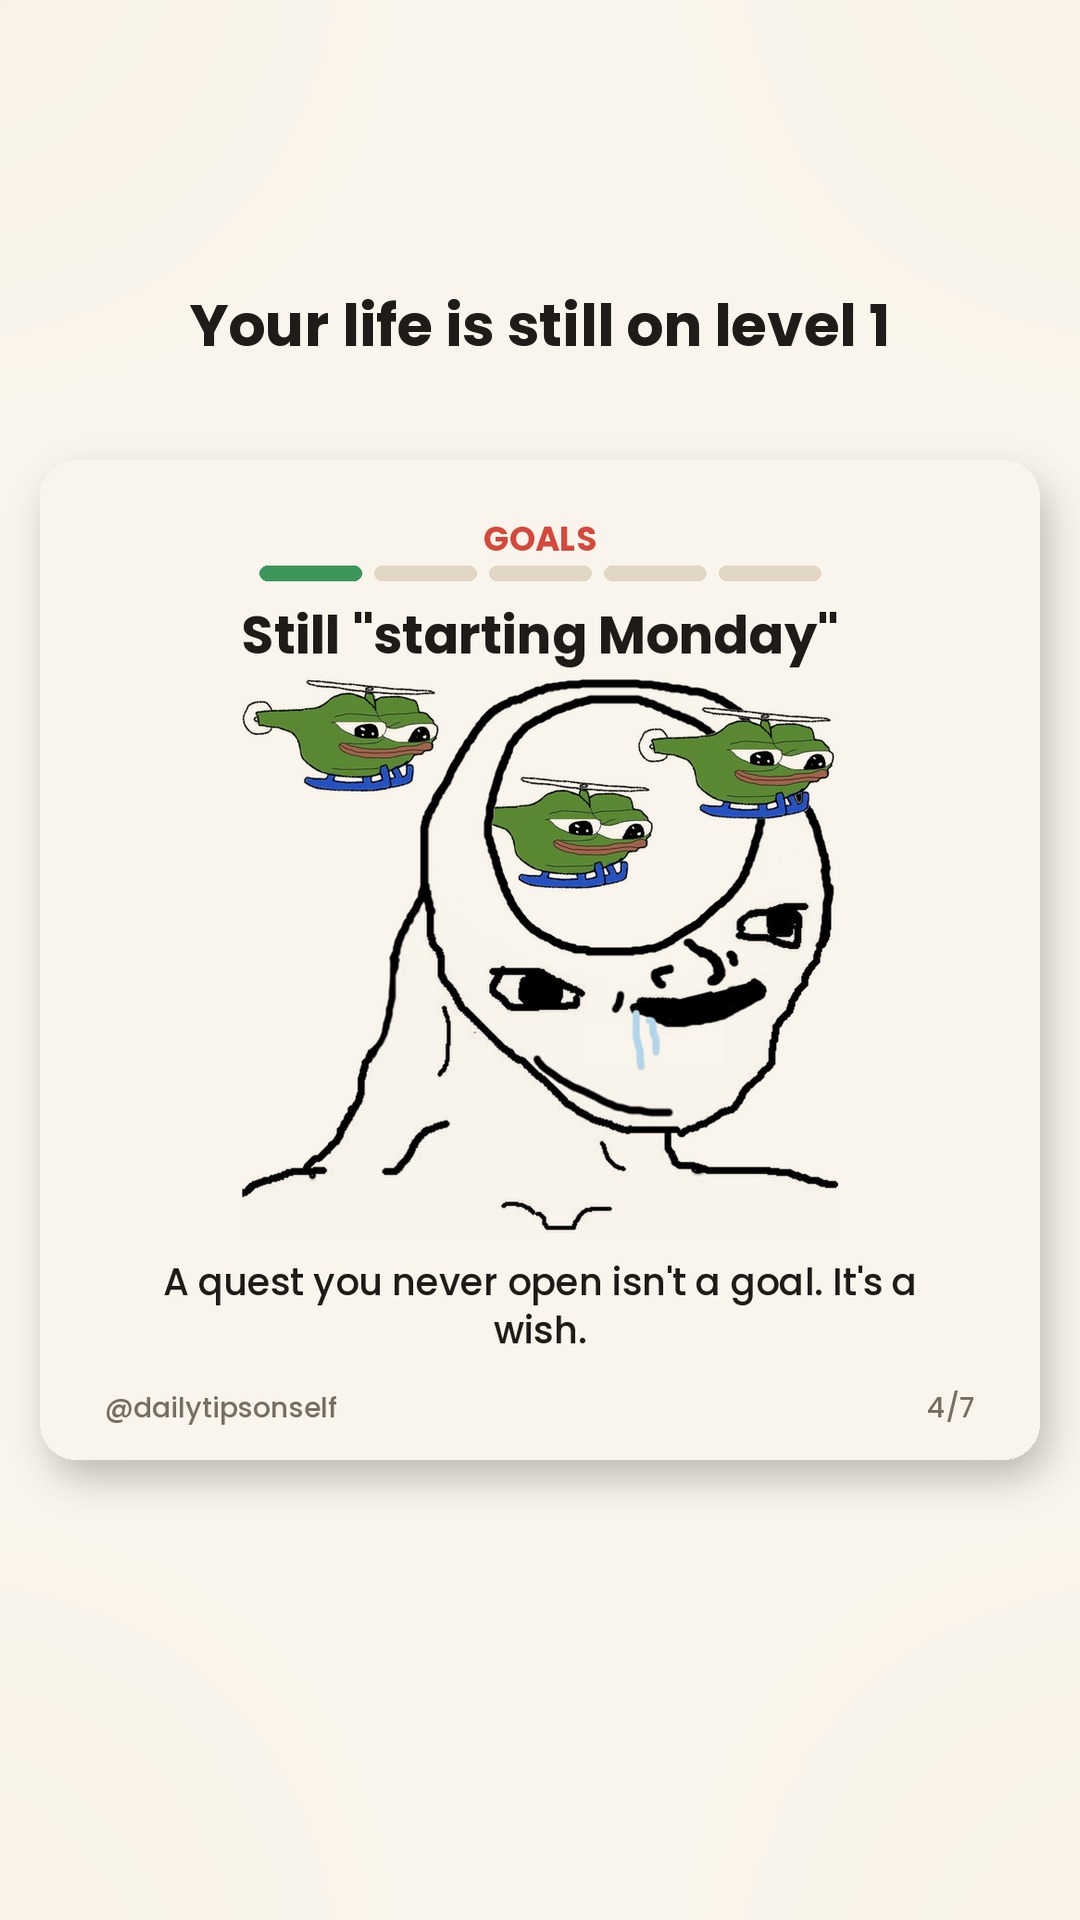 Your life is still on level 1
GOALS
Still "starting Monday"
A quest you never open isn't a goal. It's a
wish.
@dailytipsonself
4/7